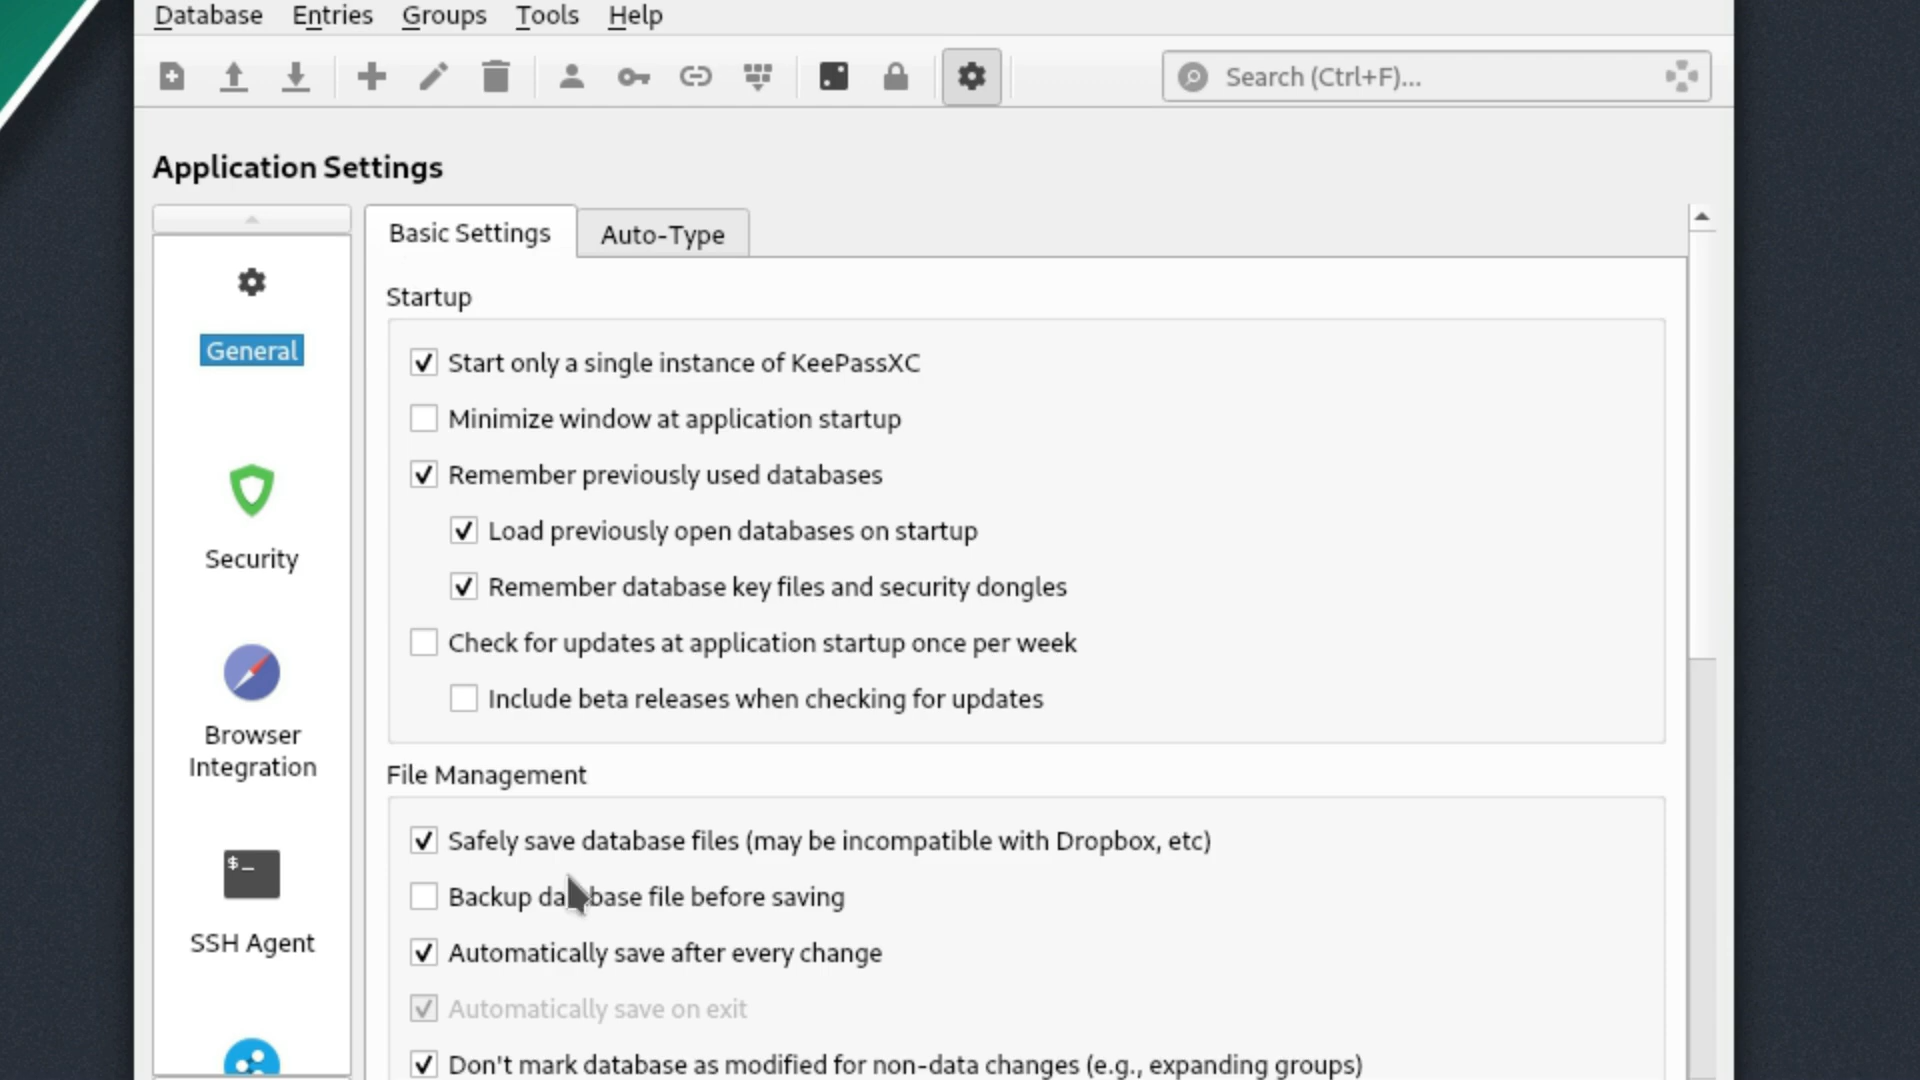 Database Entries Groups Tools Help
Search (Ctrl+F)...
Application Settings
Basic Settings
Auto-Type
General
Security
Browser
Integration
$_
SSH Agent
Startup
Start only a single instance of KeePassXC
Minimize window at application startup
Remember previously used databases
Load previously open databases on startup
Remember database key files and security dongles
Check for updates at application startup once per week
Include beta releases when checking for updates
File Management
Safely save database files (may be incompatible with Dropbox, etc)
Backup database file before saving
Automatically save after every change
Automatically save on exit
Don't mark database as modified for non-data changes (e.g., expanding groups)